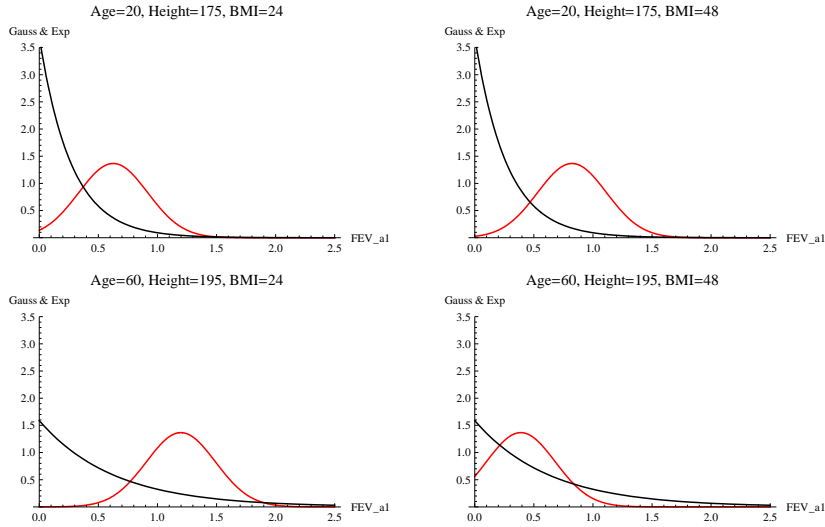 Age=20, Height=175, BMI=24
Gauss & Exp
3.5
3.0
2.5
2.0
1.5
1.0
0.5
0.0 0.5 1.0 1.5 2.0 2.5 FEV_a1
Age=20, Height=175, BMI=48
Gauss & Exp
3.5
3.0
2.5
2.0
1.5
1.0
0.5
0.0 0.5 1.0 1.5 2.0 2.5 FEV_a1
Age=60, Height=195, BMI=24
Gauss & Exp
3.5
3.0
2.5
2.0
1.5
1.0
0.5
0.0 0.5 1.0 1.5 2.0 2.5 FEV_a1
Age=60, Height=195, BMI=48
Gauss & Exp
3.5
3.0
2.5
2.0
1.5
1.0
0.5
0.0 0.5 1.0 1.5 2.0 2.5 FEV_a1